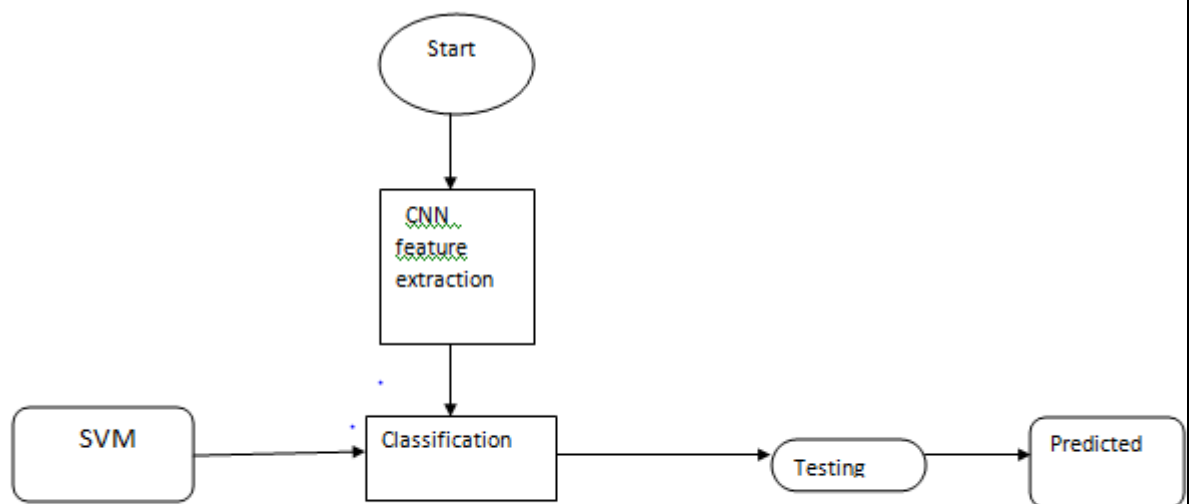 Start
CNN
feature
extraction
SVM
Classification
Testing
Predicted